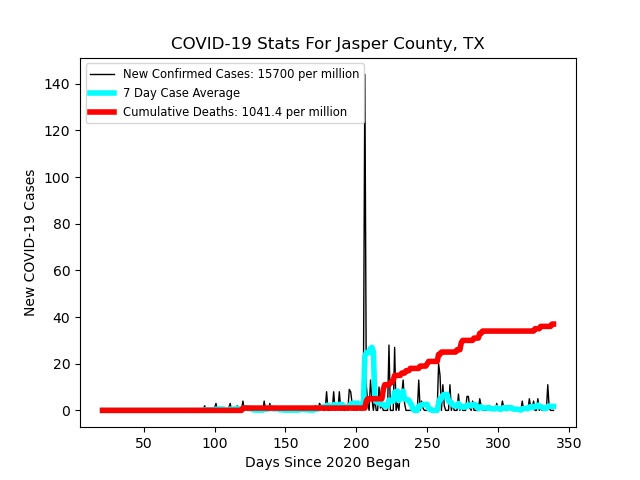 COVID-19 Stats For Jasper County, TX
New Confirmed Cases: 15700 per million
7 Day Case Average
Cumulative Deaths: 1041.4 per million
New COVID-19 Cases
140
120
100
80
60
40
20
0
50
100
150
200
250
300
350
Days Since 2020 Began